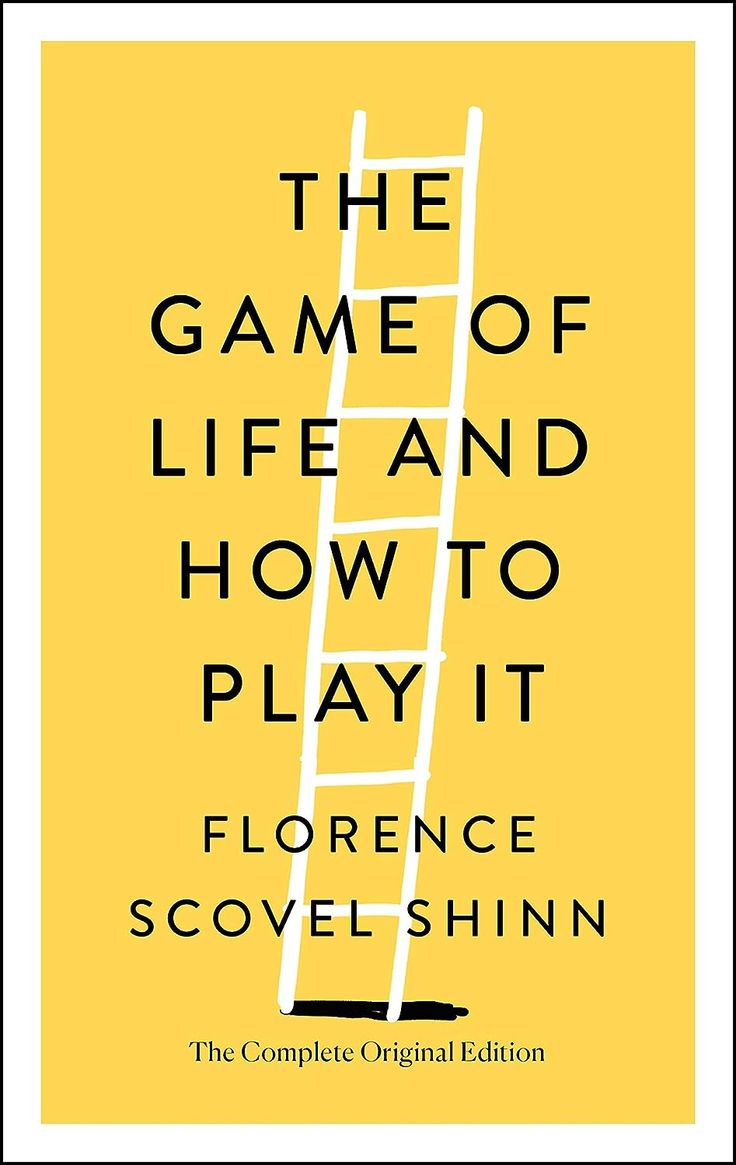 THE
GAME OF
LIFE AND
HOW TO
PLAY IT
FLORENCE
SCOVEL SHINN
The Complete Original Edition